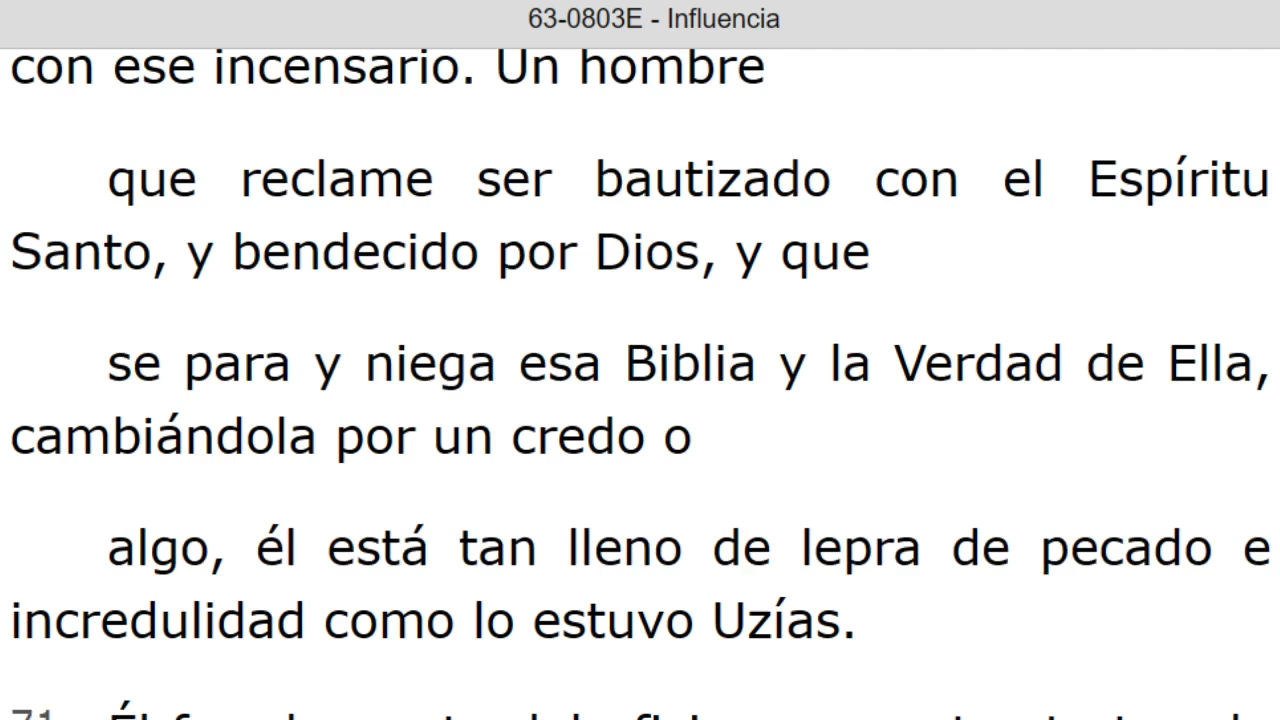 63-0803E - Influencia
con ese incensario. Un hombre
que reclame ser bautizado con el Espíritu
Santo, y bendecido por Dios, y que
se para y niega esa Biblia y la Verdad de Ella,
cambiándola por un credo o
algo, él está tan lleno de lepra de pecado e
incredulidad como lo estuvo Uzías.
71 Él